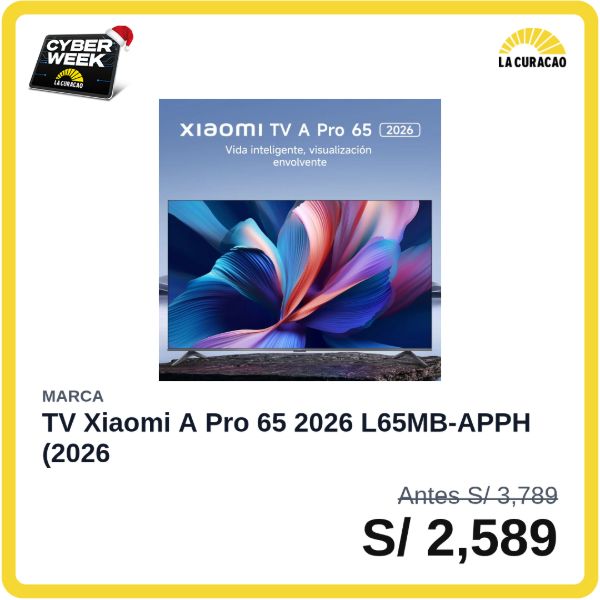 CYBER
WEEK
LA CURACAO
LA CURACAO
xiaomi TV A Pro 65 2026
Vida inteligente, visualización
envolvente
MARCA
TV Xiaomi A Pro 65 2026 L65MB-APPH
(2026
Antes S/ 3,789
S/ 2,589